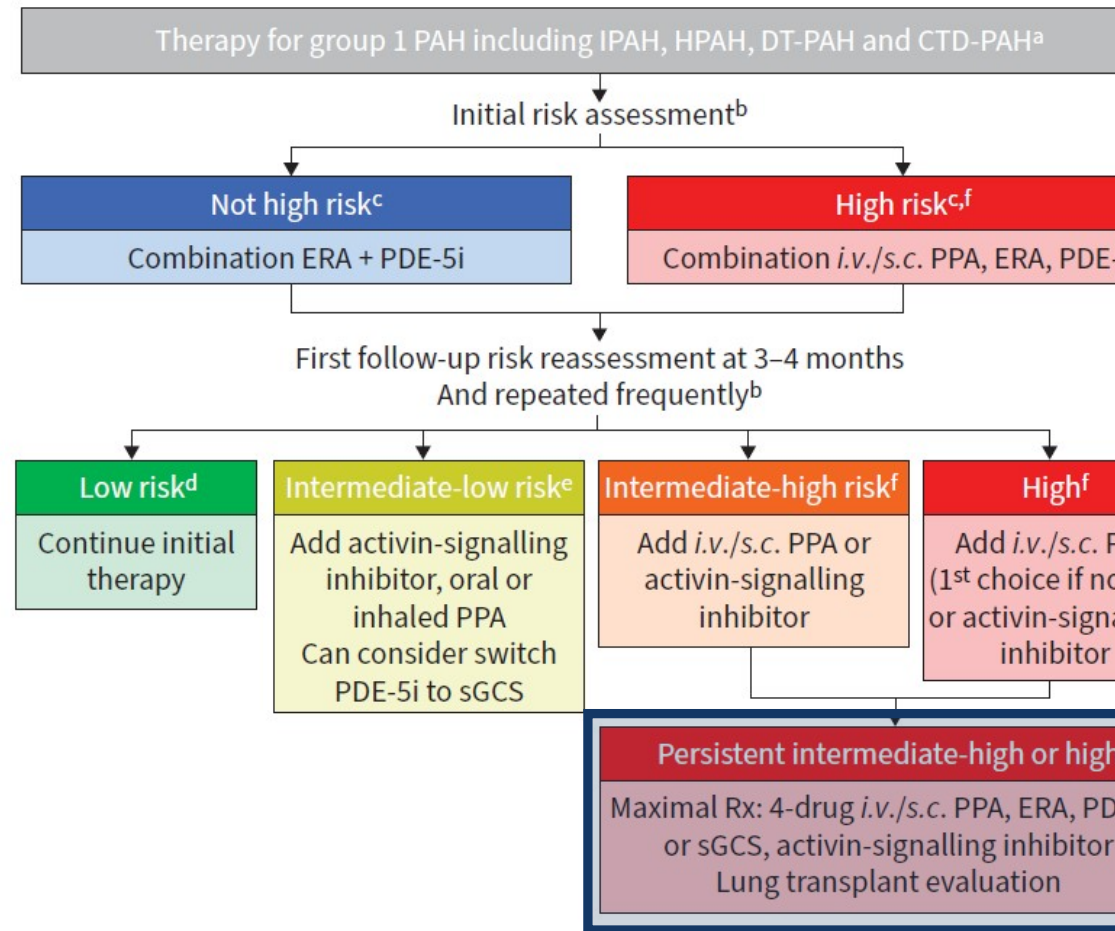 Therapy for group 1 PAH including IPAH, HPAH, DT-PAH and CTD-PAHᵃ
Initial risk assessmentᵇ
Not high riskᶜ
Combination ERA + PDE-5i
High riskᶜ,ᶠ
Combination i.v./s.c. PPA, ERA, PDE-
First follow-up risk reassessment at 3–4 months
And repeated frequentlyᵇ
Low riskᵈ
Continue initial
therapy
Intermediate-low riskᵉ
Add activin-signalling
inhibitor, oral or
inhaled PPA
Can consider switch
PDE-5i to sGCS
Intermediate-high riskᶠ
Add i.v./s.c. PPA or
activin-signalling
inhibitor
Highᶠ
Add i.v./s.c.
(1ˢᵗ choice if
or
inhibitor
Persistent intermediate-high or high
Maximal Rx: 4-drug i.v./s.c. PPA, ERA,
or sGCS, activin-signalling inhibitor
Lung transplant evaluation